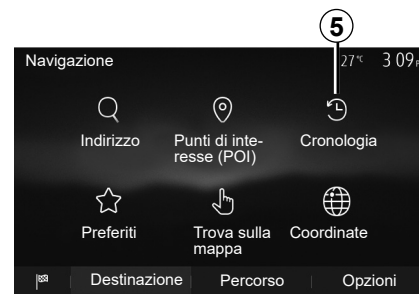 5
Navigazione 27°C 3 09
Indirizzo Punti di inte-
resse (POI) Cronologia
Preferiti Trova sulla
mappa Coordinate
Destinazione Percorso Opzioni